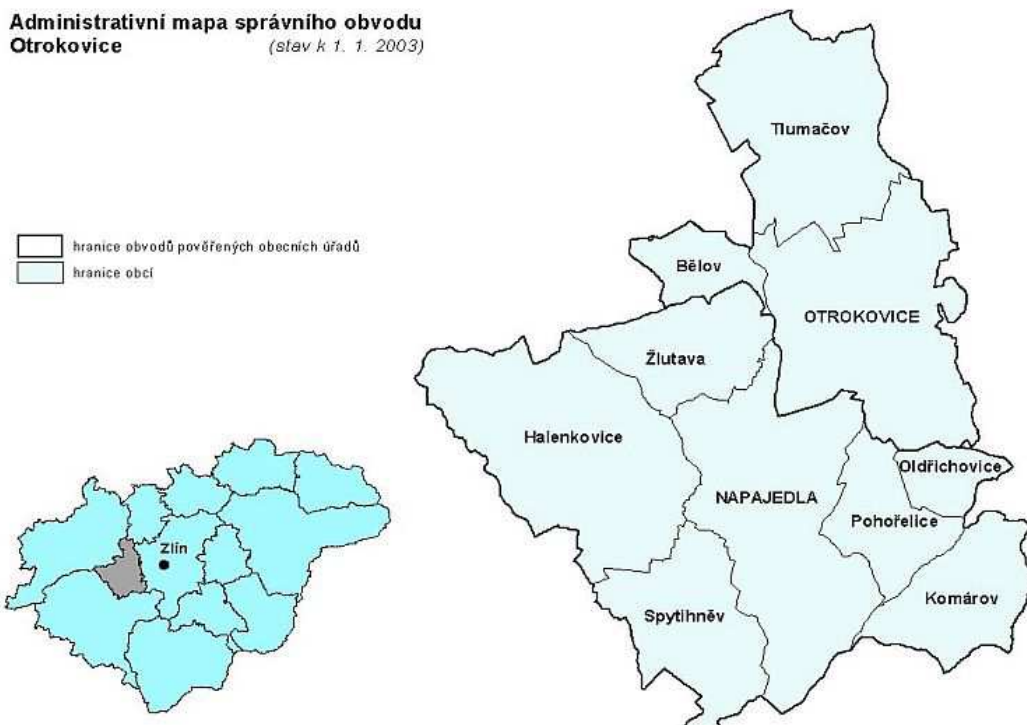 Administrativní mapa správního obvodu
Otrokovice (stav k 1. 1. 2003)
hranice obvodů pověřených obecních úřadů
hranice obcí
Tlumačov
Bělov
OTROKOVICE
Žlutava
Halenkovice
Oldřichovice
NAPAJEDLA
Pohořelice
Komárov
Spytihněv
Zlín